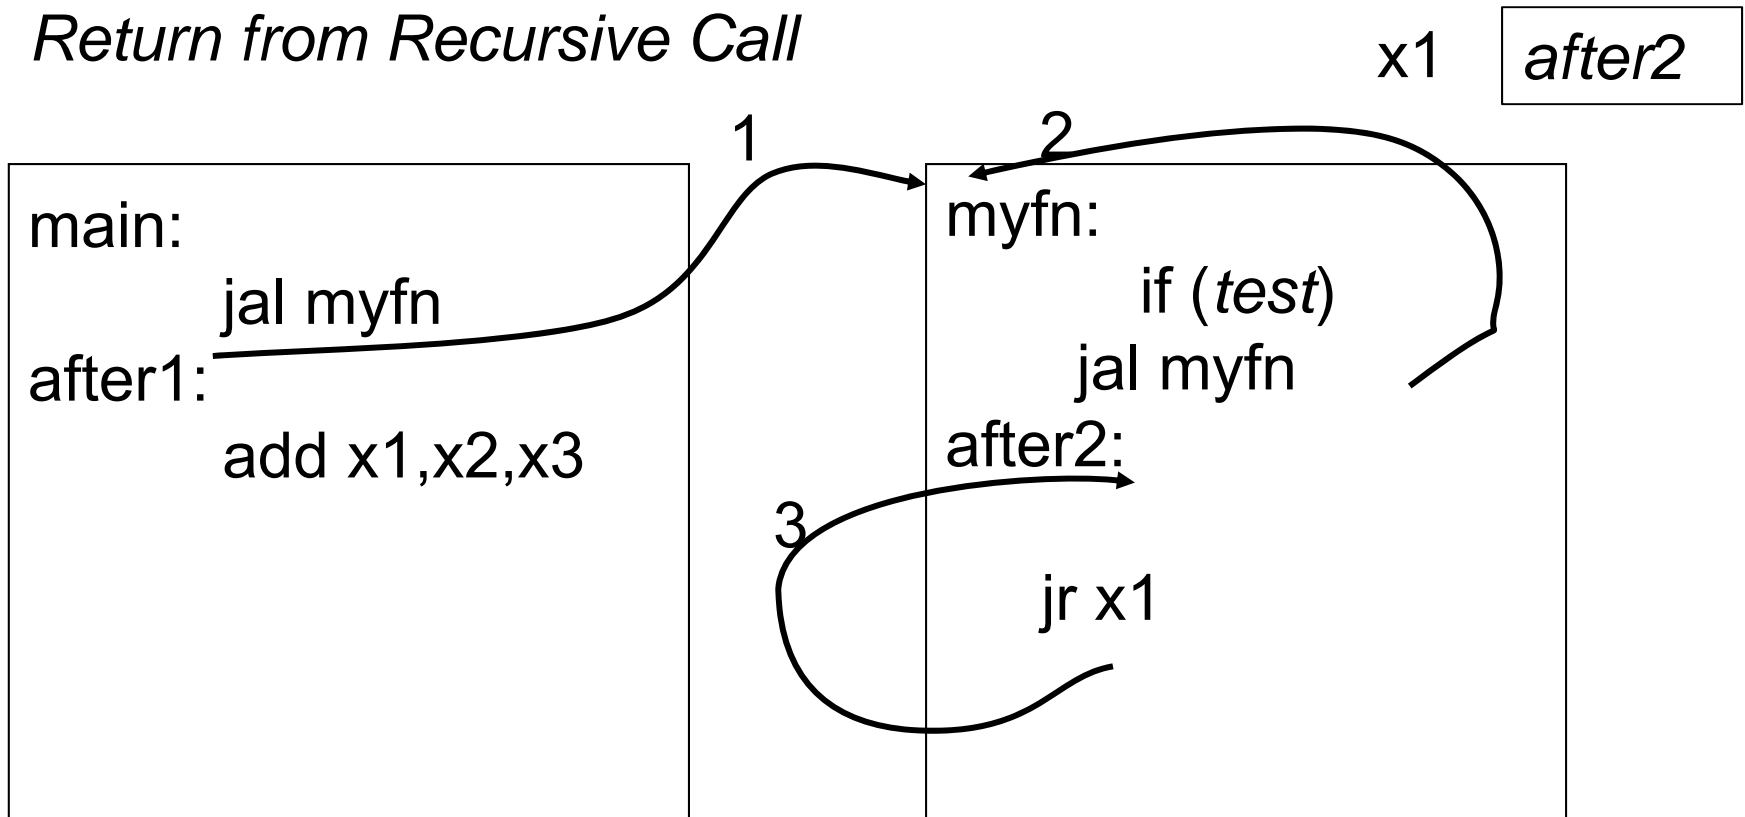 Return from Recursive Call
x1 after2
1
2
main:
jal myfn
after1:
add x1,x2,x3
myfn:
if (test)
jal myfn
after2:
3
jr x1